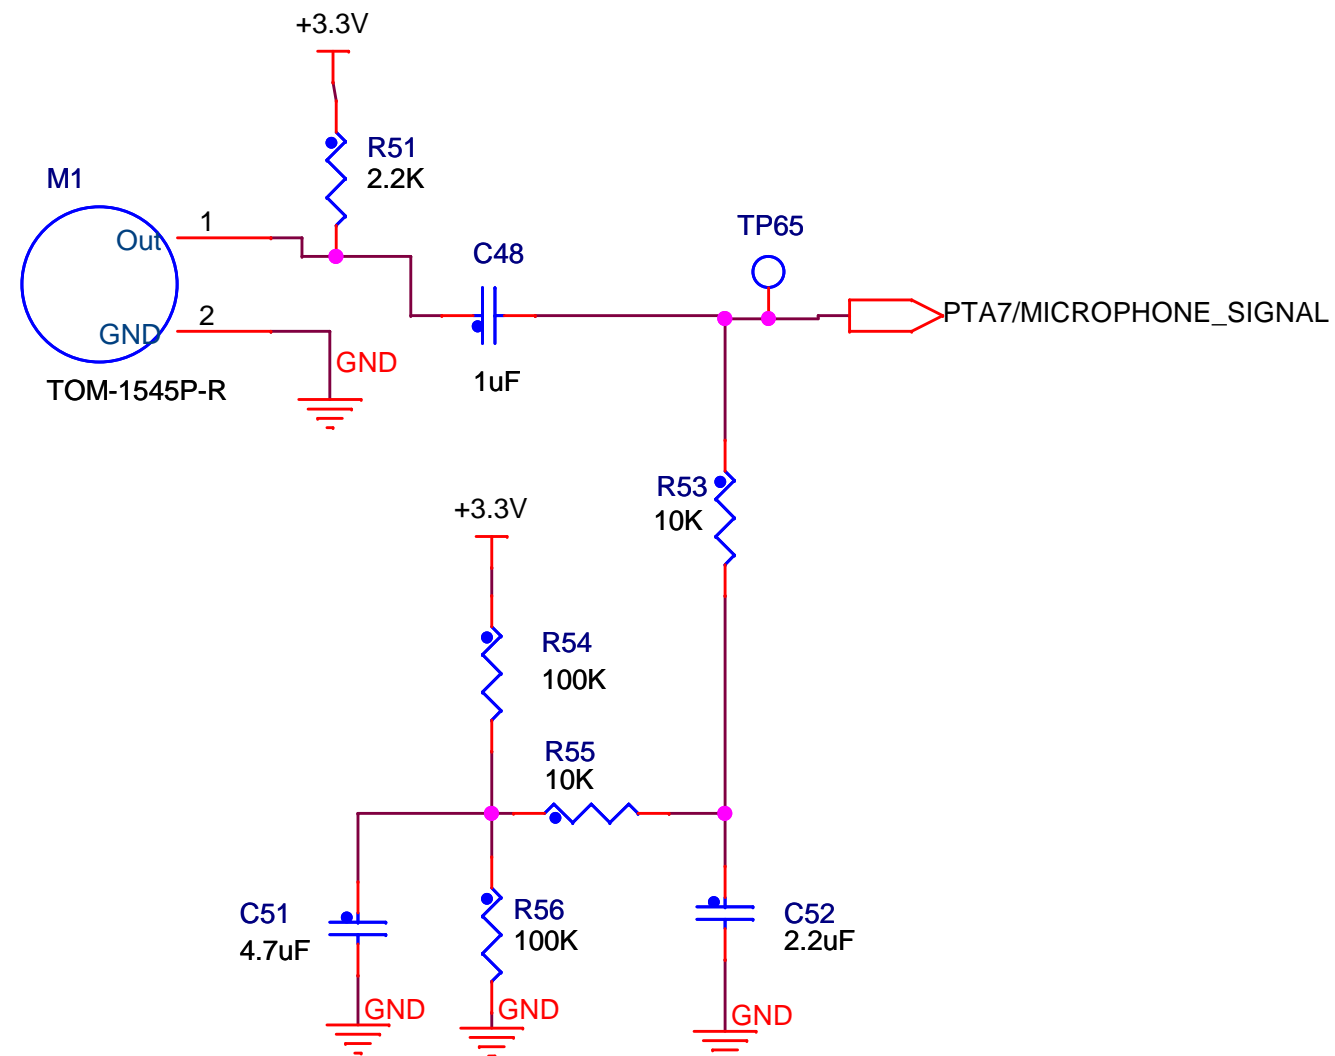 +3.3V
R51
2.2K
M1
1
Out
TP65
C48
2
GND
PTA7/MICROPHONE_SIGNAL
GND
1uF
TOM-1545P-R
R53
10K
+3.3V
R54
100K
R55
10K
C51
4.7uF
R56
100K
C52
2.2uF
GND
GND
GND